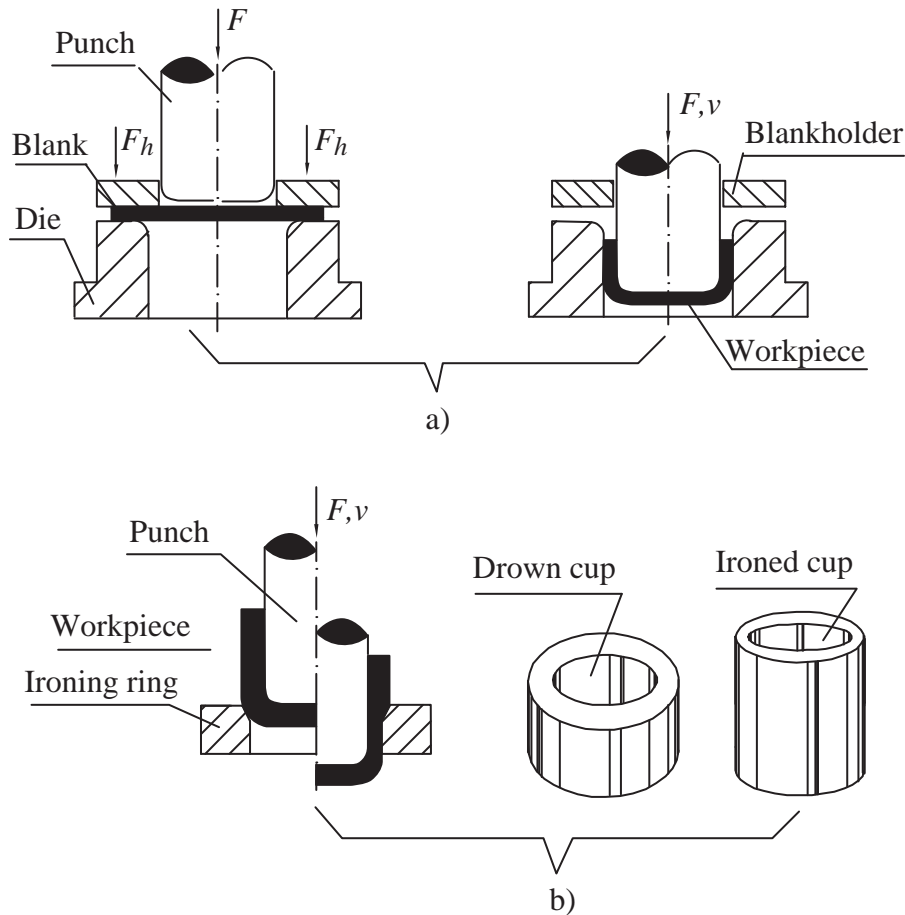 F
Punch
Blank
F_h
F_h
Die
F,v
Blankholder
Workpiece
a)
F,v
Punch
Workpiece
Ironing ring
Drown cup
Ironed cup
b)